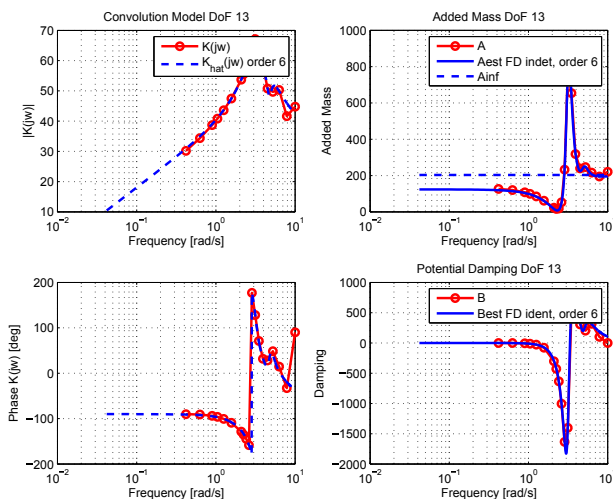 Convolution Model DoF 13
|K(jw)|
70
60
50
40
30
20
10
K(jw)
K_hat(jw) order 6
10^-2
10^-1
10^0
10^1
Frequency [rad/s]
Added Mass DoF 13
Added Mass
1000
800
600
400
200
0
A
Aest FD indet, order 6
Ainf
10^-2
10^-1
10^0
10
Frequency [rad/s]
Phase K(jw) [deg]
200
100
0
-100
-200
10^-2
10^-1
10^0
10^1
Frequency [rad/s]
Potential Damping DoF 13
Damping
1000
500
0
-500
-1000
-1500
-2000
B
Best FD ident, order 6
10^-2
10^-1
10^0
10
Frequency [rad/s]